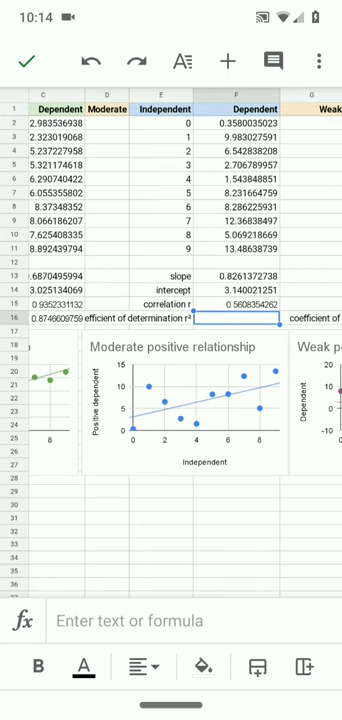 10:14
C D E F G
1 Dependent Moderate Independent Dependent Weak
2 2.983536938 0 0.3580035023
3 2.323019068 1 9.983027591
4 5.237227958 2 6.542838208
5 5.321174618 3 2.706789957
6 6.290740422 4 1.543848851
7 6.055355802 5 8.231664759
8 8.37348352 6 8.286225931
9 8.066186207 7 12.36838497
10 7.625408335 8 5.069218669
11 8.892439794 9 13.48638739
12
13 .6870495994 slope 0.8261372738
14 3.025134069 intercept 3.140021251
15 0.9352331132 correlation r 0.5608354262
16 0.8746609759 efficient of determination r² coefficient of
17
18 Moderate positive relationship Weak p
19
20 15 20
21 10 10
22 Positive dependent Dependent
23 5 0
24
25 0 -10
8 0 2 4 6 8 0
26
27 Independent
28
29
30
31
32
33
34
35
36
fx Enter text or formula
B A